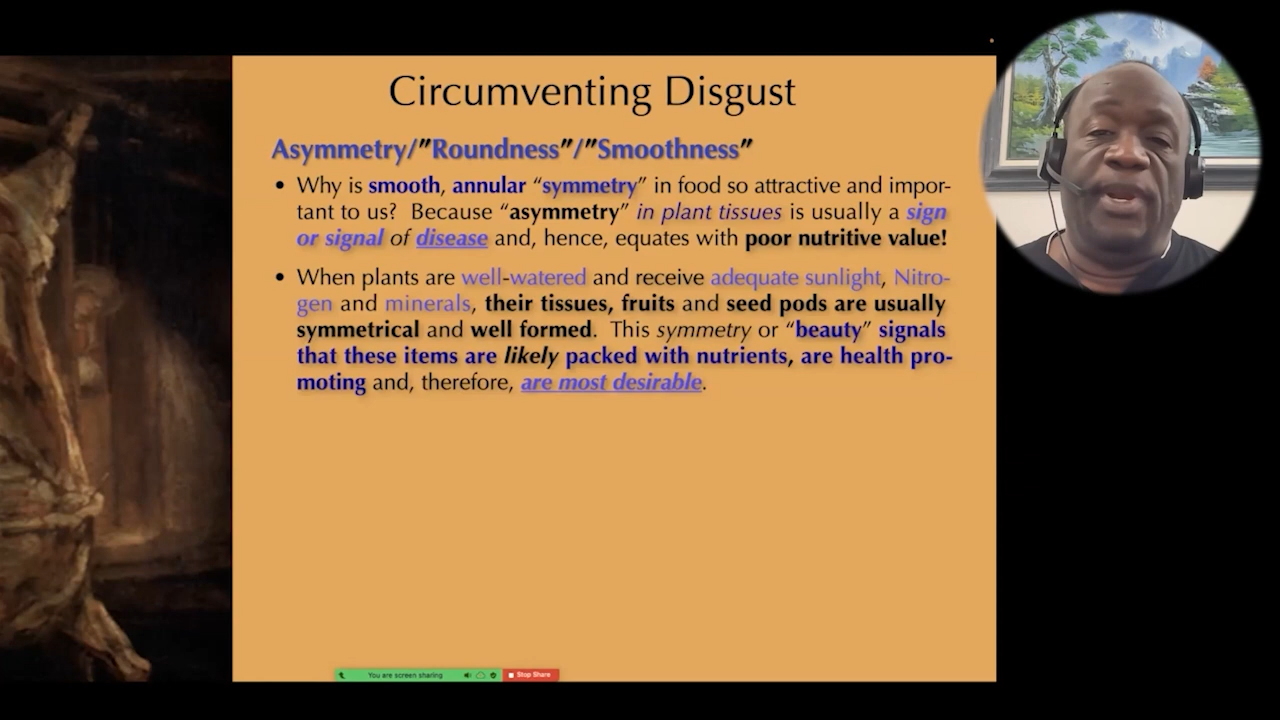 Circumventing Disgust
Asymmetry/”Roundness”/”Smoothness”
• Why is smooth, annular “symmetry” in food so attractive and impor-
tant to us? Because “asymmetry” in plant tissues is usually a sign
or signal of disease and, hence, equates with poor nutritive value!
• When plants are well-watered and receive adequate sunlight, Nitro-
gen and minerals, their tissues, fruits and seed pods are usually
symmetrical and well formed. This symmetry or “beauty” signals
that these items are likely packed with nutrients, are health pro-
moting and, therefore, are most desirable.
You are screen sharing Stop Share